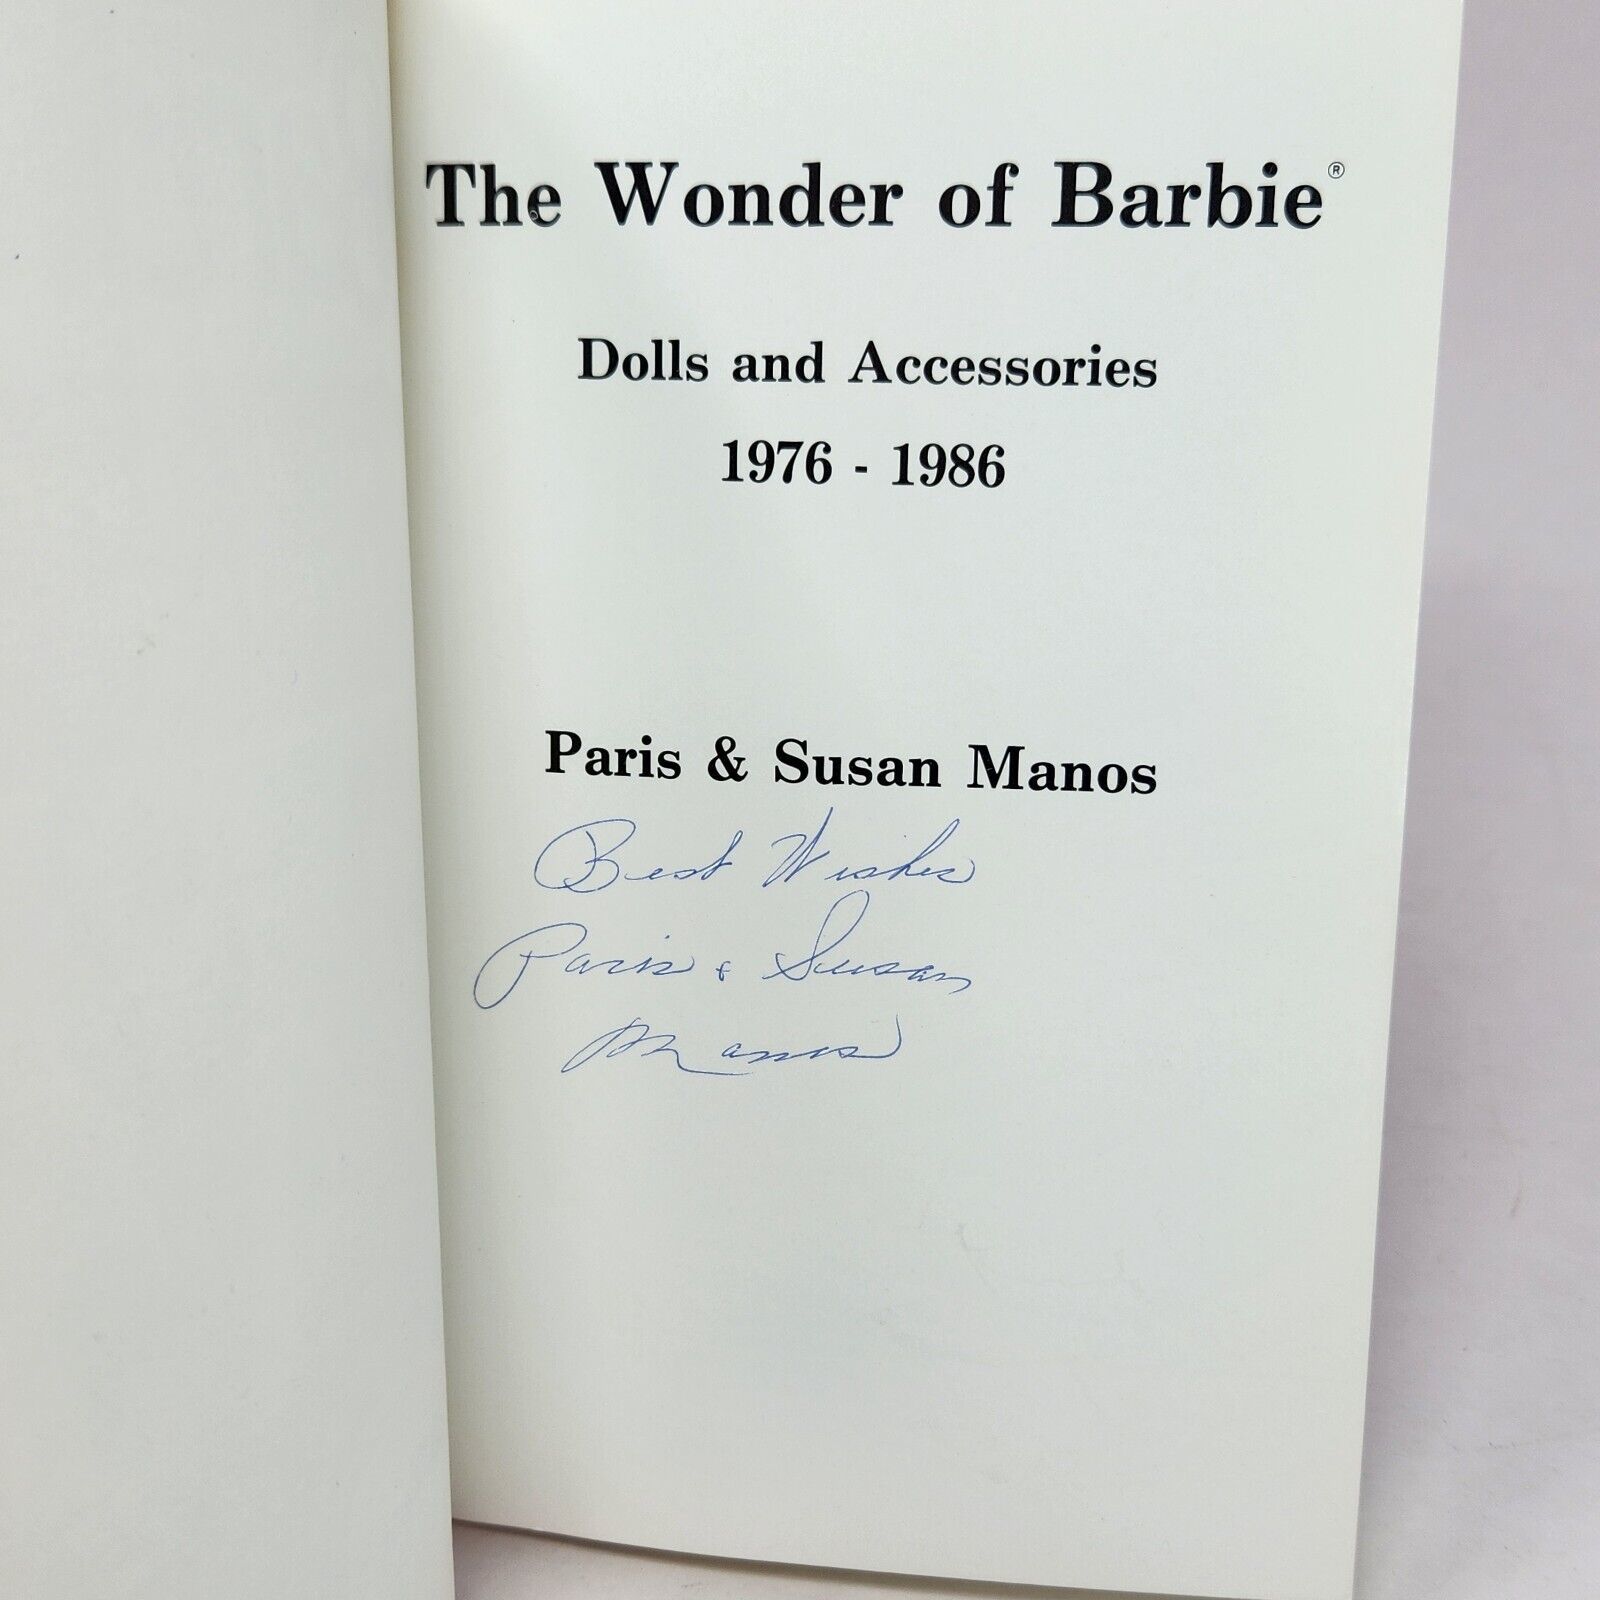 The Wonder of Barbie®
Dolls and Accessories
1976 - 1986
Paris & Susan Manos
Best Wishes
Paris & Susan
Manos